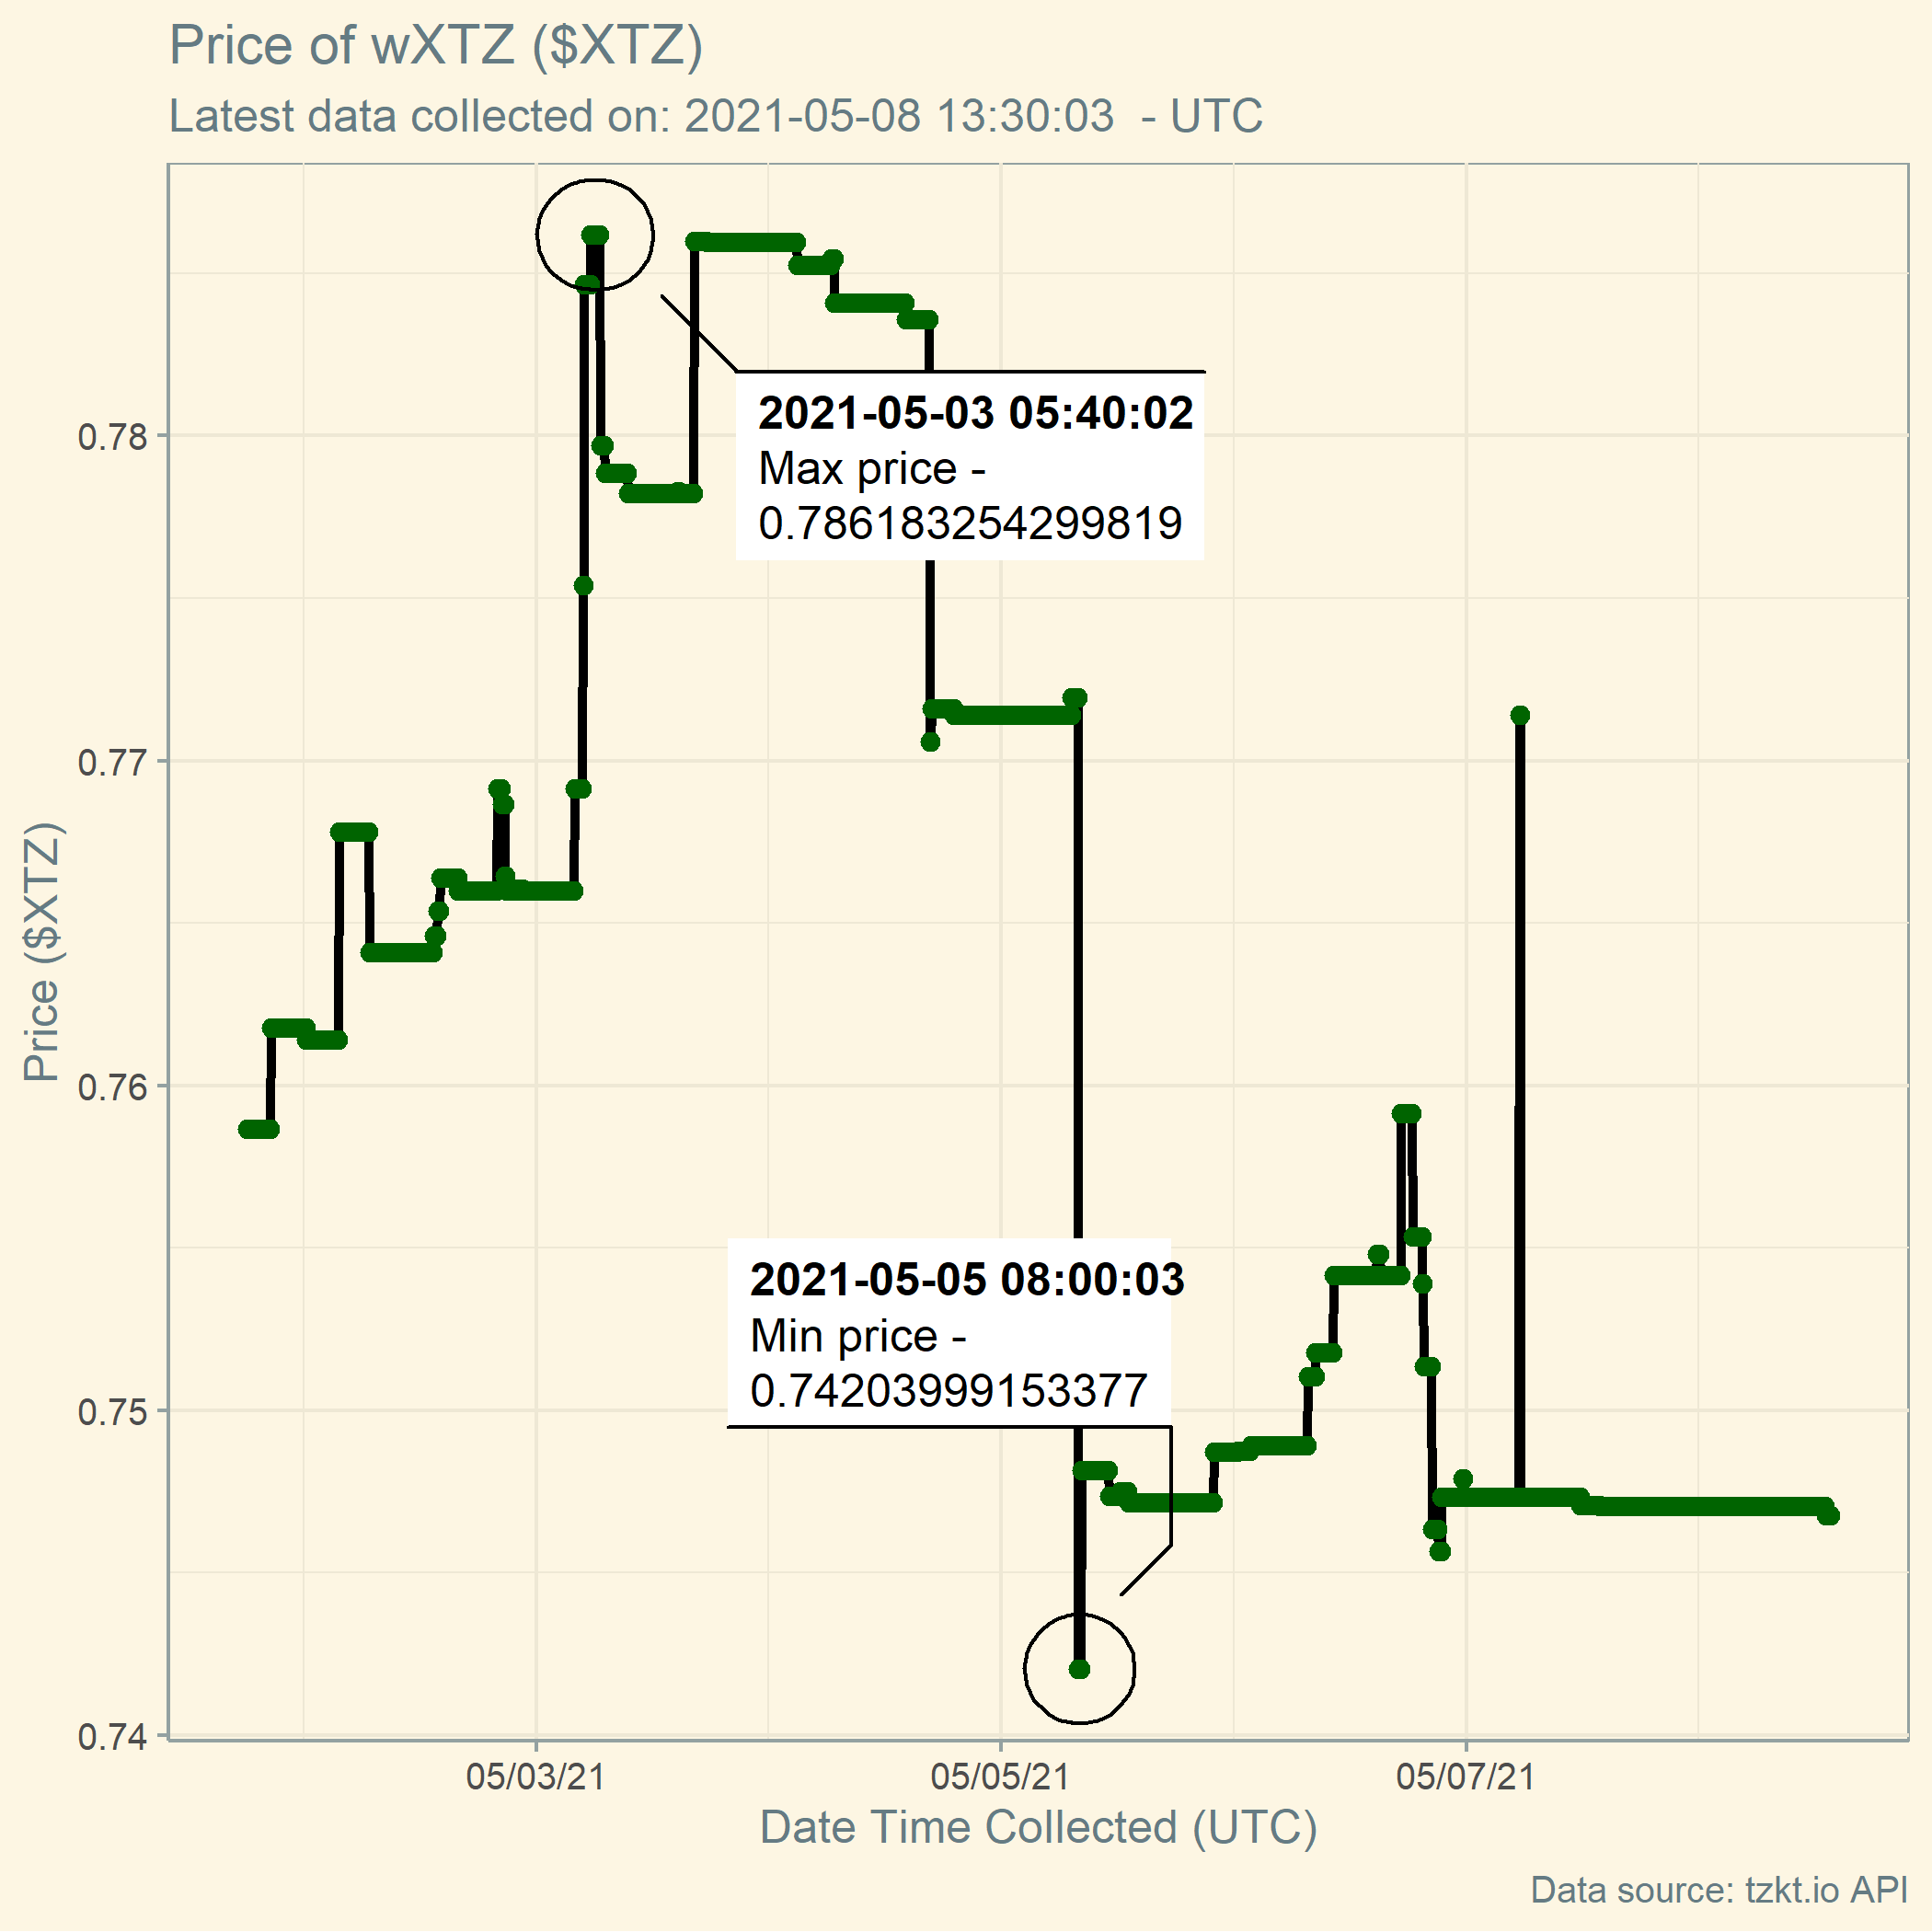 Price of wXTZ ($XTZ)
Latest data collected on: 2021-05-08 13:30:03  - UTC
2021-05-03 05:40:02
Max price -
0.786183254299819
0.78
0.77
Price ($XTZ)
0.76
2021-05-05 08:00:03
Min price -
0.74203999153377
0.75
0.74
05/03/21
05/05/21
05/07/21
Date Time Collected (UTC)
Data source: tzkt.io API